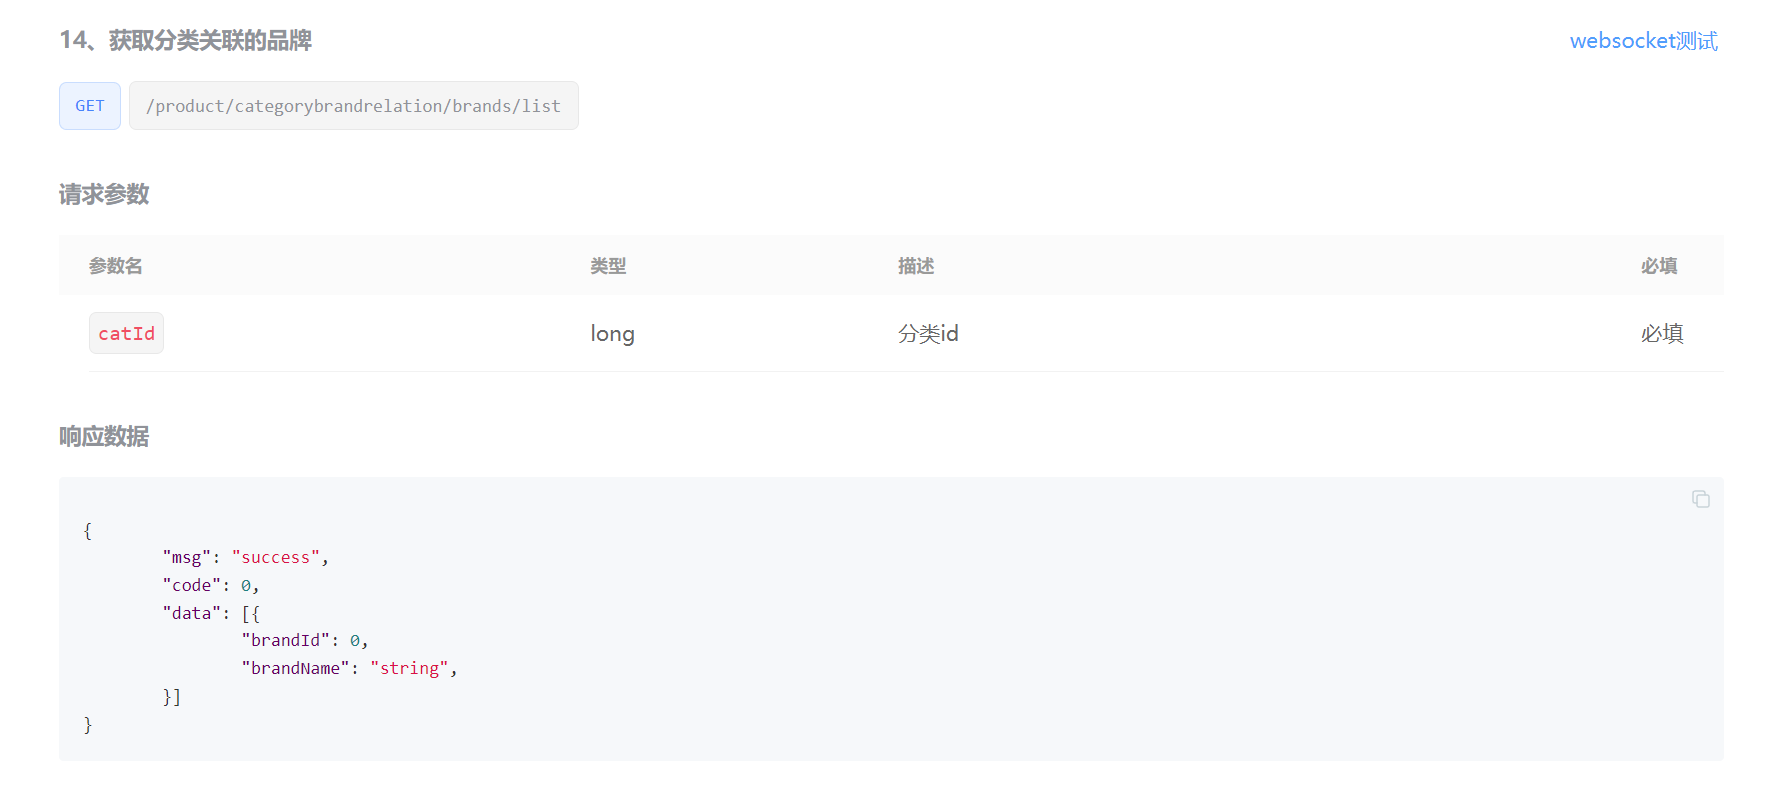 14、获取分类关联的品牌
websocket测试
GET /product/categorybrandrelation/brands/list
请求参数
参数名 类型 描述 必填
catId long 分类id 必填
响应数据
{
"msg": "success",
"code": 0,
"data": [{
"brandId": 0,
"brandName": "string",
}]
}